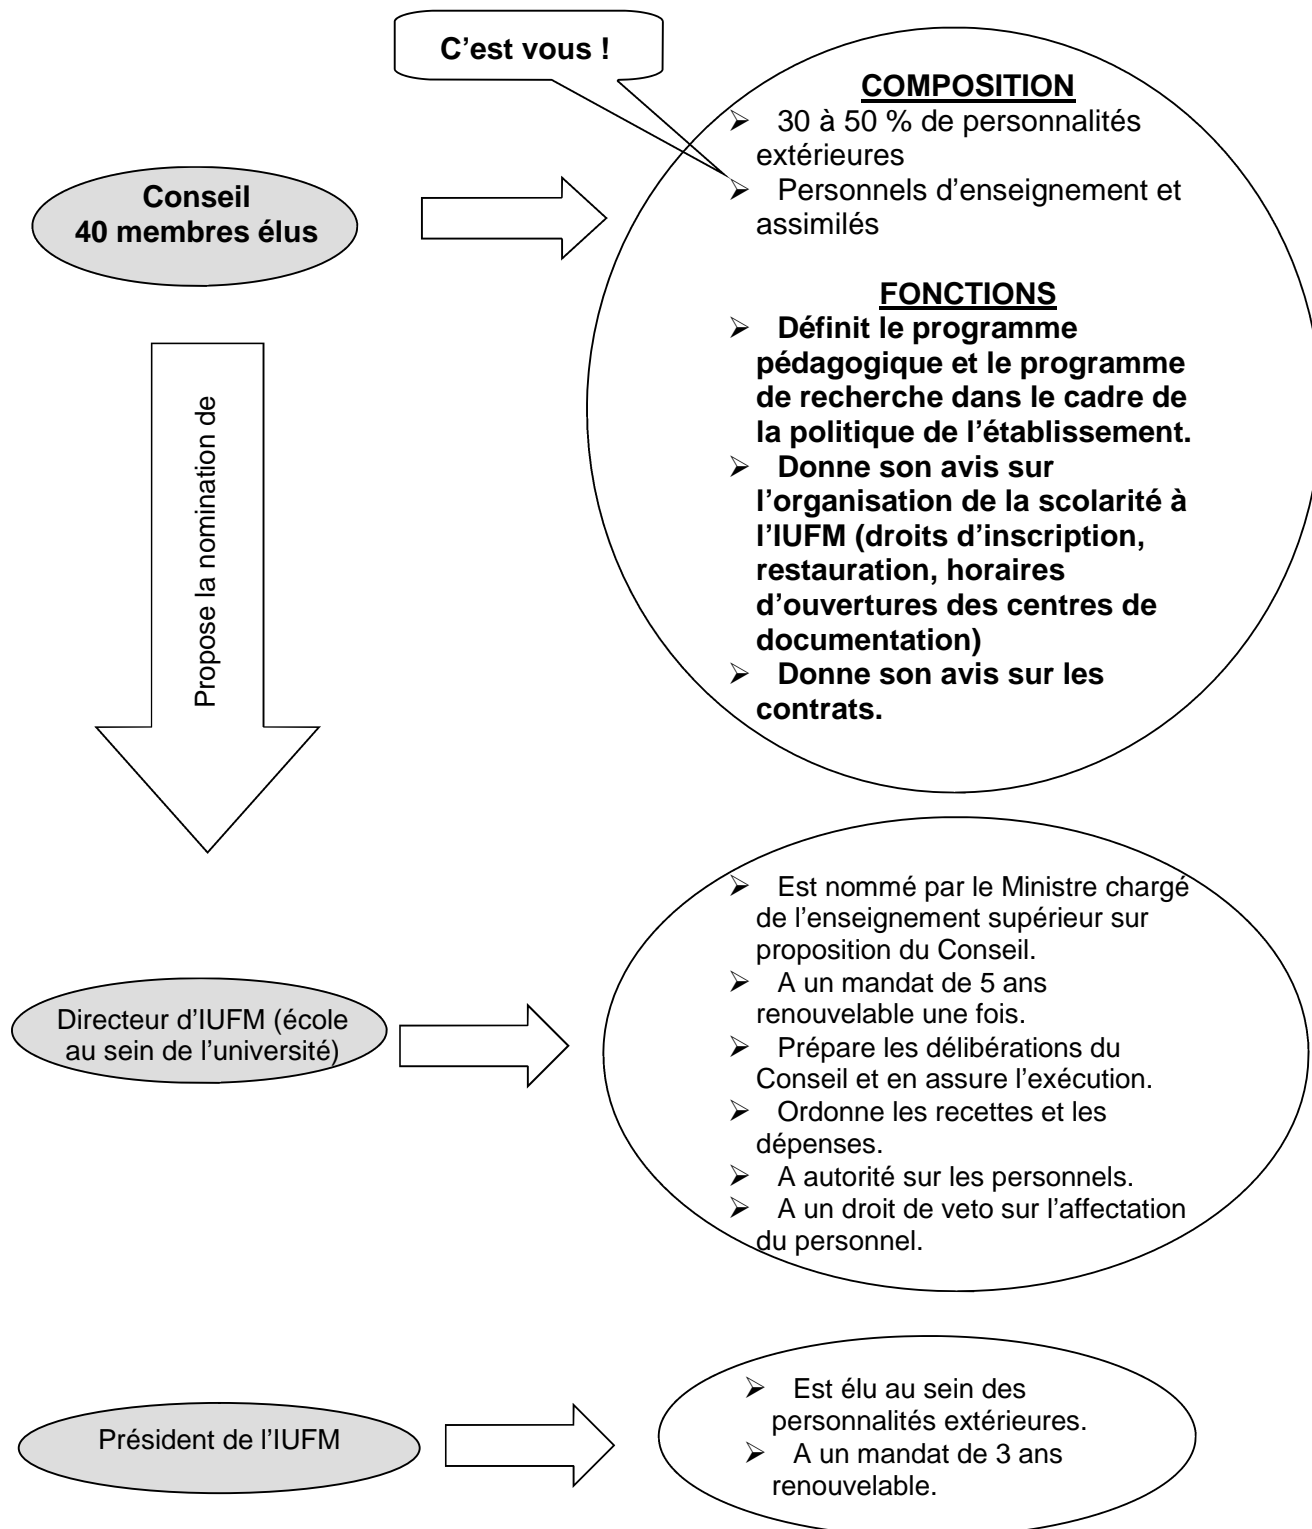 C’est vous !
Conseil
40 membres élus
COMPOSITION
➢ 30 à 50 % de personnalités
extérieures
➢ Personnels d’enseignement et
assimilés
FONCTIONS
➢ Définit le programme
pédagogique et le programme
de recherche dans le cadre de
la politique de l’établissement.
➢ Donne son avis sur
l’organisation de la scolarité à
l’IUFM (droits d’inscription,
restauration, horaires
d’ouvertures des centres de
documentation)
➢ Donne son avis sur les
contrats.
Propose la nomination de
Directeur d’IUFM (école
au sein de l’université)
➢ Est nommé par le Ministre chargé
de l’enseignement supérieur sur
proposition du Conseil.
➢ A un mandat de 5 ans
renouvelable une fois.
➢ Prépare les délibérations du
Conseil et en assure l’exécution.
➢ Ordonne les recettes et les
dépenses.
➢ A autorité sur les personnels.
➢ A un droit de veto sur l’affectation
du personnel.
Président de l’IUFM
➢ Est élu au sein des
personnalités extérieures.
➢ A un mandat de 3 ans
renouvelable.